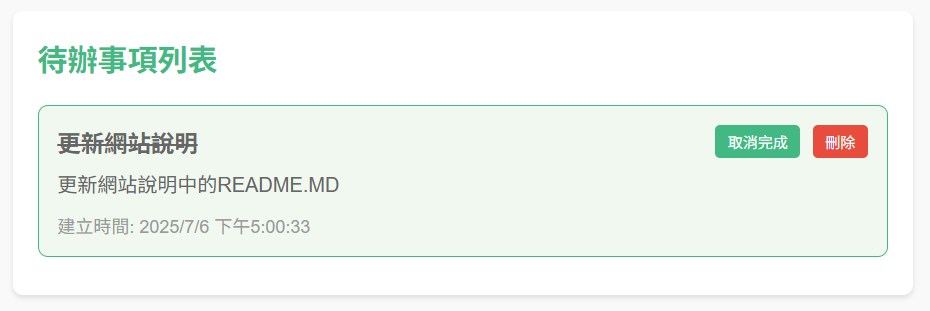 待辦事項列表
更新網站說明
取消完成
刪除
更新網站說明中的README.MD
建立時間: 2025/7/6 下午5:00:33